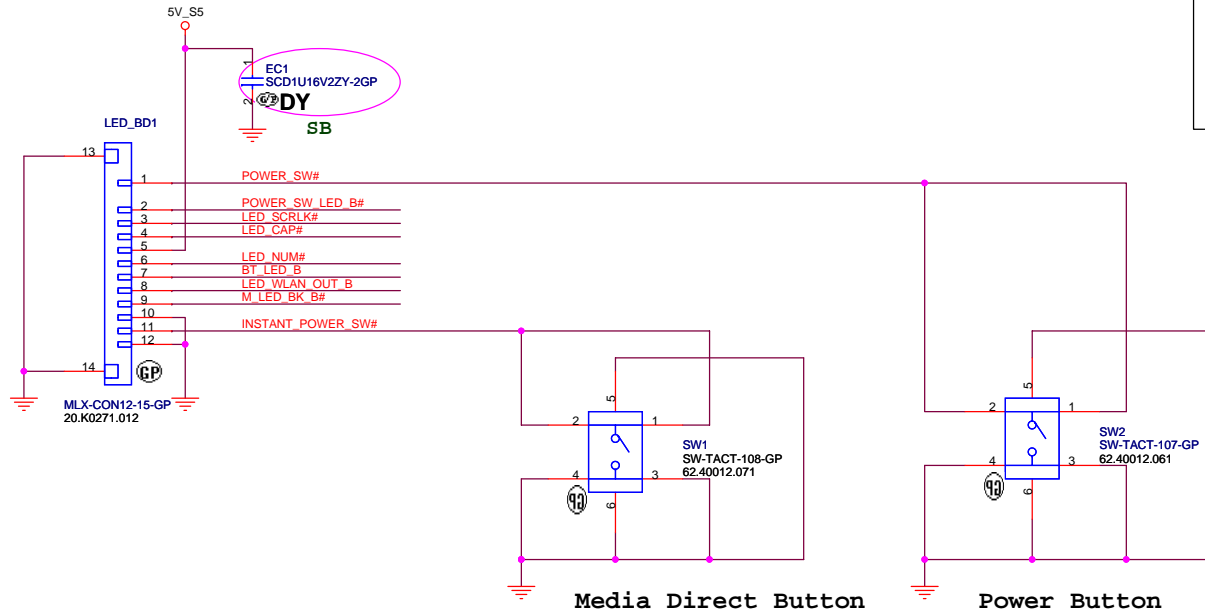 5V_S5
1
EC1
SCD1U16V2ZY-2GP
2
GP
DY
SB
LED_BD1
13
1
POWER_SW#
2
POWER_SW_LED_B#
3
LED_SCRLK#
4
LED_CAP#
5
6
LED_NUM#
7
BT_LED_B
8
LED_WLAN_OUT_B
9
M_LED_BK_B#
10
11
INSTANT_POWER_SW#
12
14
GP
MLX-CON12-15-GP
20.K0271.012
5
2
1
4
3
6
SW1
SW-TACT-108-GP
62.40012.071
GP
5
2
1
4
3
6
SW2
SW-TACT-107-GP
62.40012.061
GP
Media Direct Button
Power Button